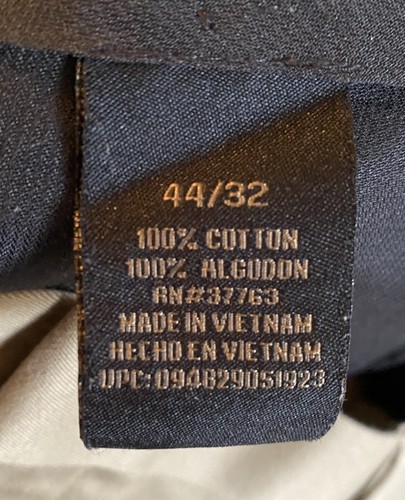 44/32
100% COTTON
100% ALGODON
RN#37763
MADE IN VIETNAM
HECHO EN VIETNAM
UPC:094829051923